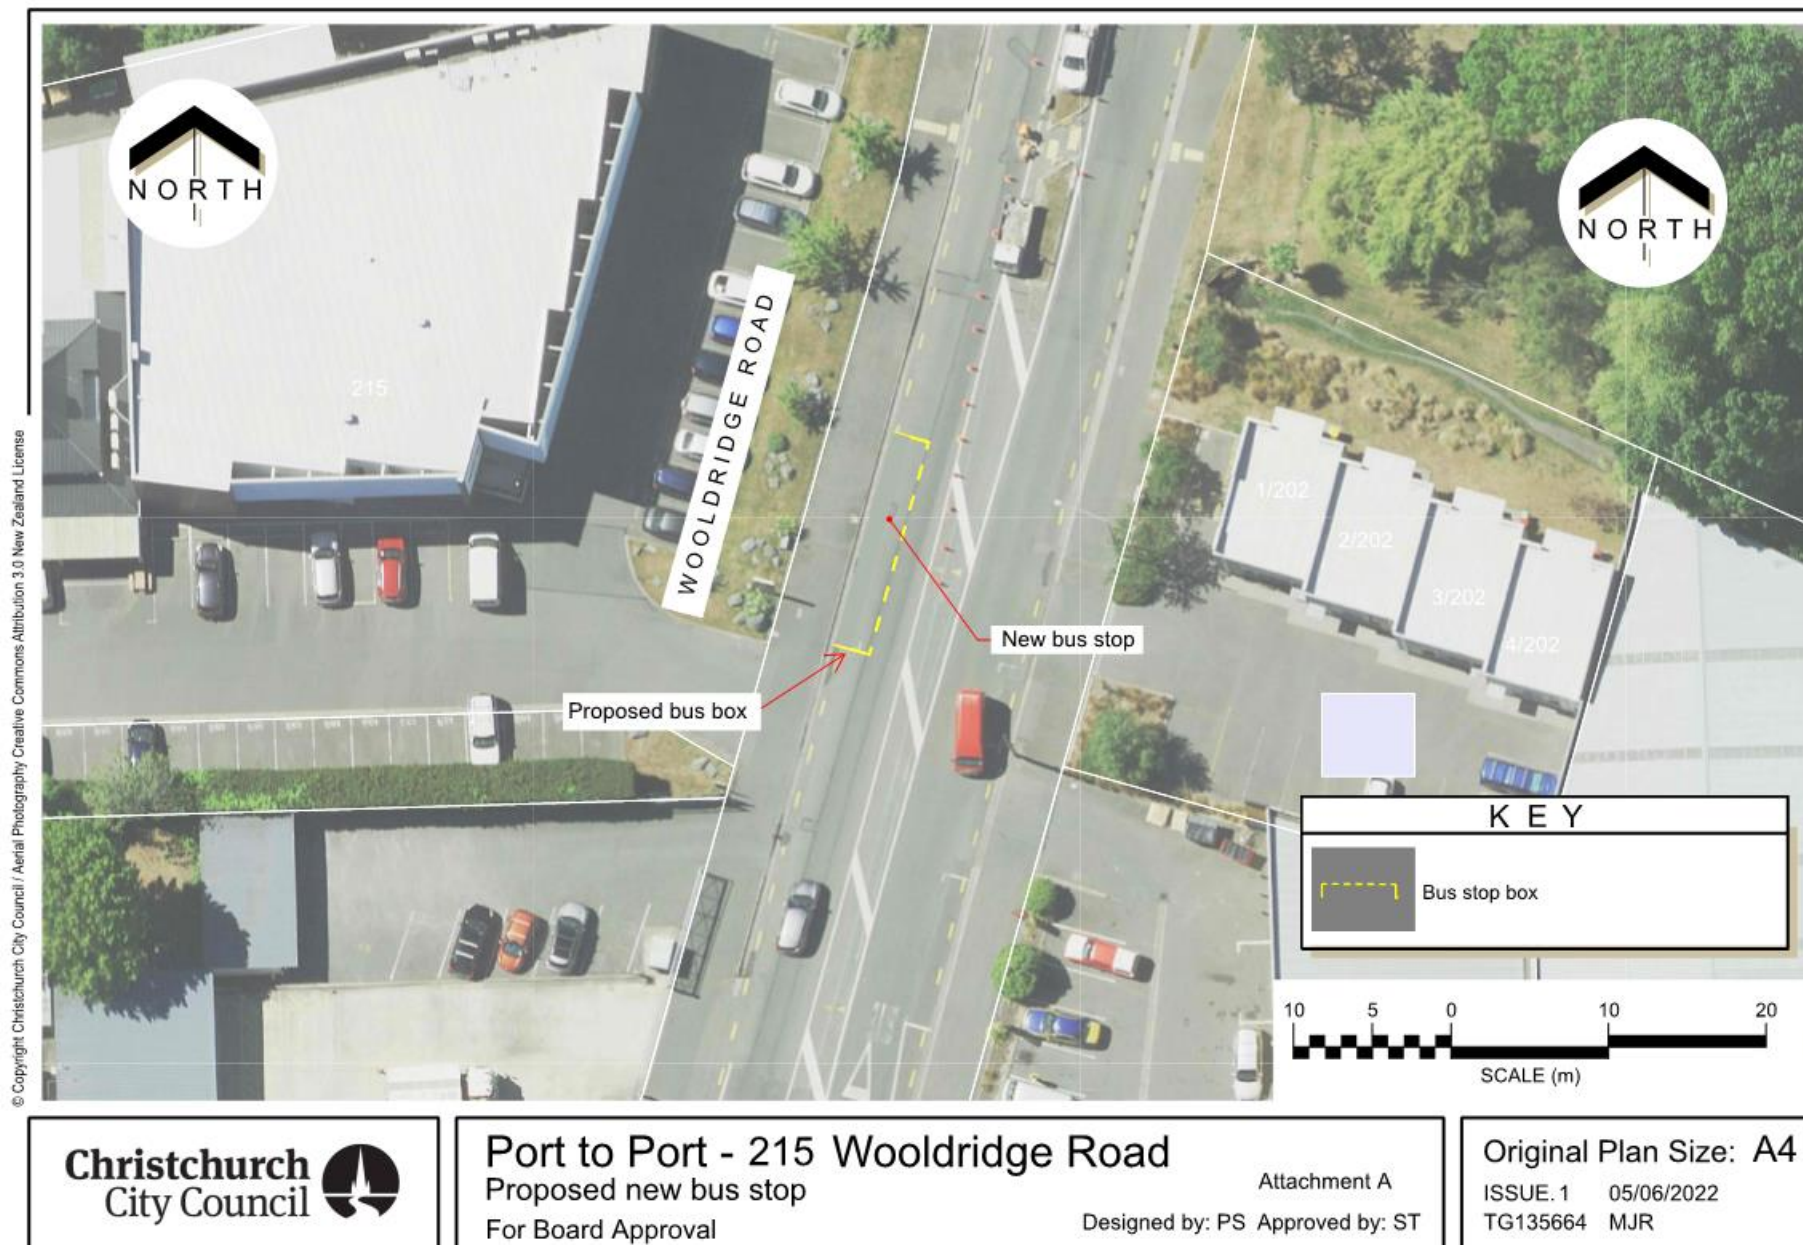 NORTH
NORTH
215
WOOLDRIDGE ROAD
1/202
2/202
3/202
4/202
New bus stop
Proposed bus box
KEY
Bus stop box
10 5 0 10 20
SCALE (m)
© Copyright Christchurch City Council / Aerial Photography Creative Commons Attribution 3.0 New Zealand License
Christchurch
City Council
Port to Port - 215 Wooldridge Road
Proposed new bus stop
For Board Approval
Attachment A
Designed by: PS Approved by: ST
Original Plan Size: A4
ISSUE. 1 05/06/2022
TG135664 MJR